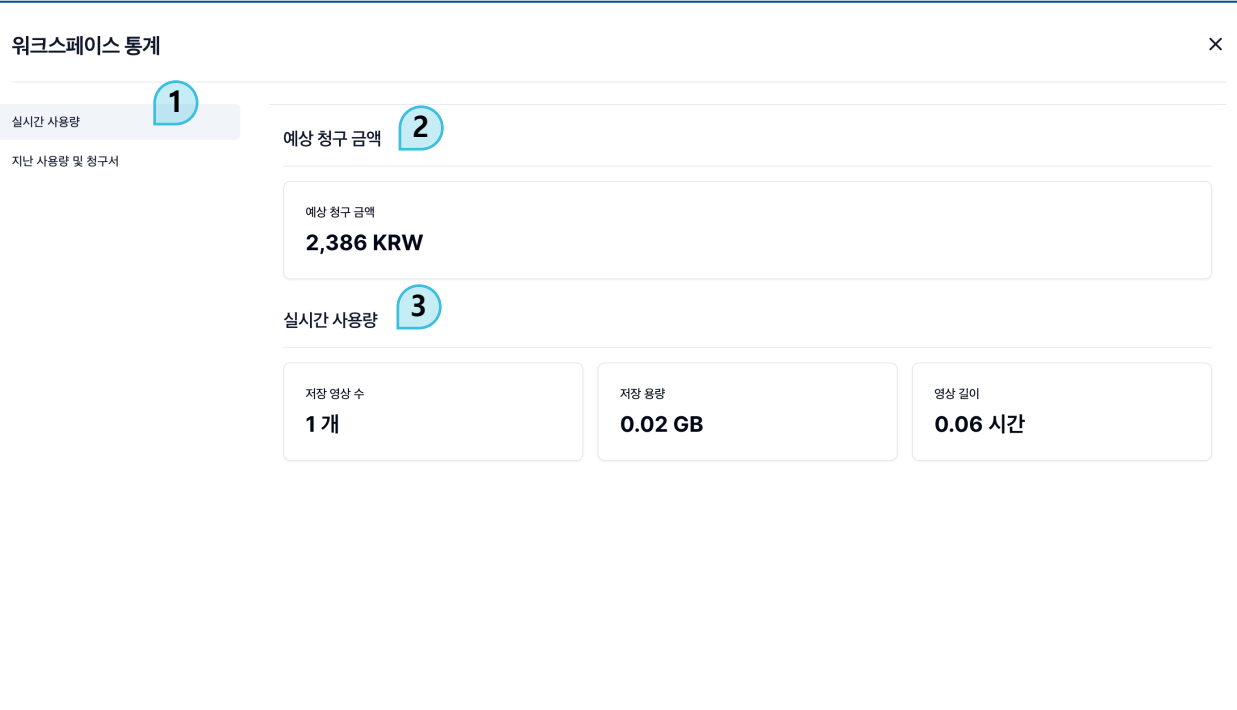 워크스페이스 통계
1
실시간 사용량
지난 사용량 및 청구서
예상 청구 금액
2
예상 청구 금액
2,386 KRW
실시간 사용량
3
저장 영상 수
1 개
저장 용량
0.02 GB
영상 길이
0.06 시간